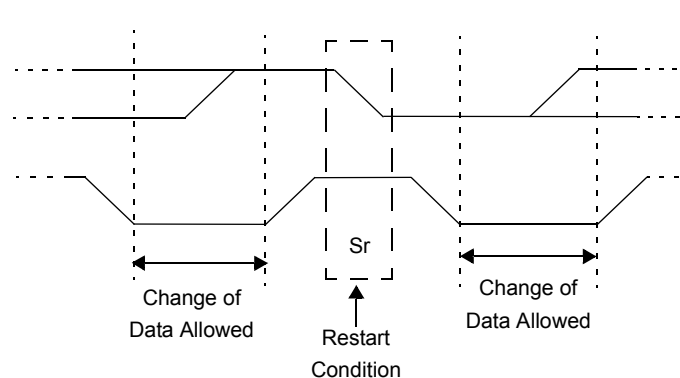 Sr
Change of
Data Allowed
Restart
Condition
Change of
Data Allowed